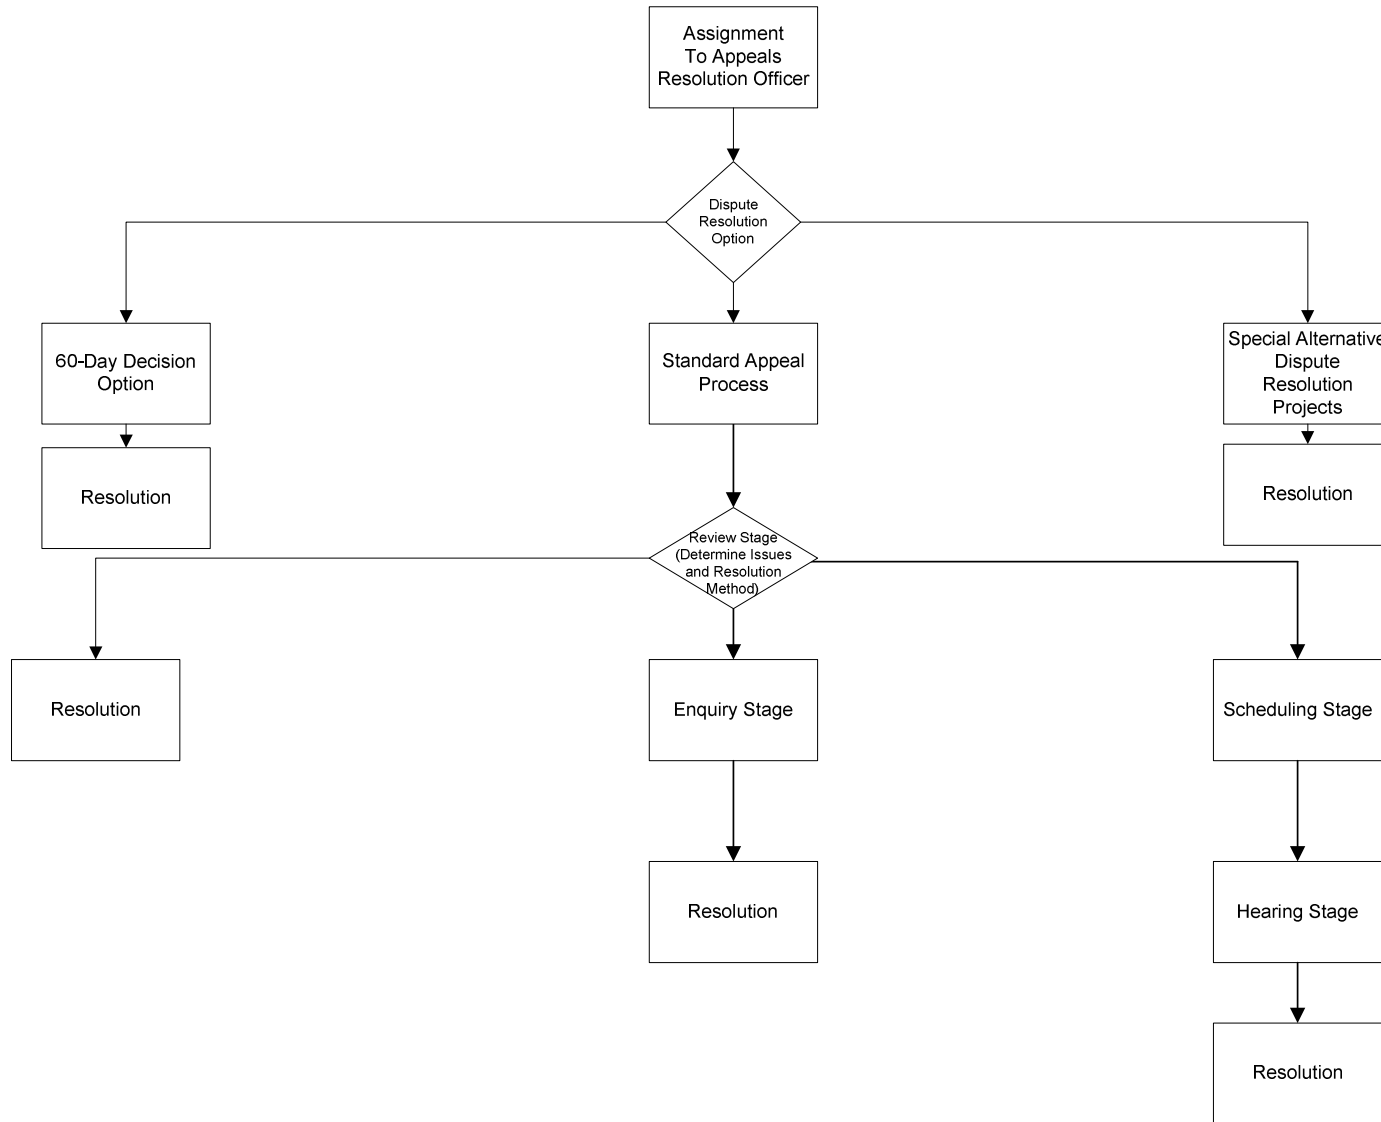 Assignment
To Appeals
Resolution Officer
Dispute
Resolution
Option
60-Day Decision
Option
Standard Appeal
Process
Special Alternative
Dispute
Resolution
Projects
Resolution
Resolution
Review Stage
(Determine Issues
and Resolution
Method)
Resolution
Enquiry Stage
Scheduling Stage
Resolution
Hearing Stage
Resolution